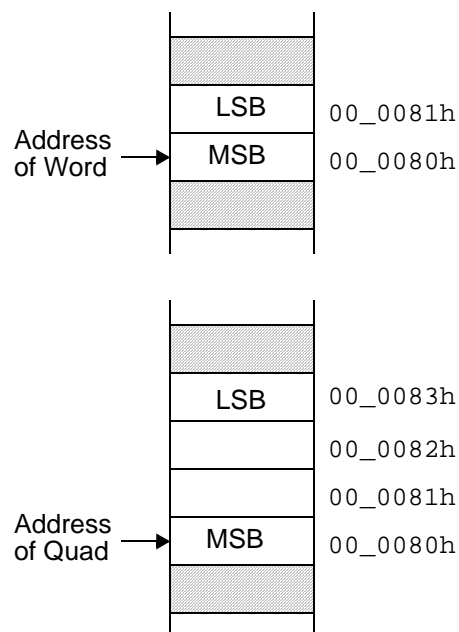 LSB 00_0081h
Address
of Word
MSB 00_0080h
LSB 00_0083h
00_0082h
00_0081h
Address
of Quad
MSB 00_0080h